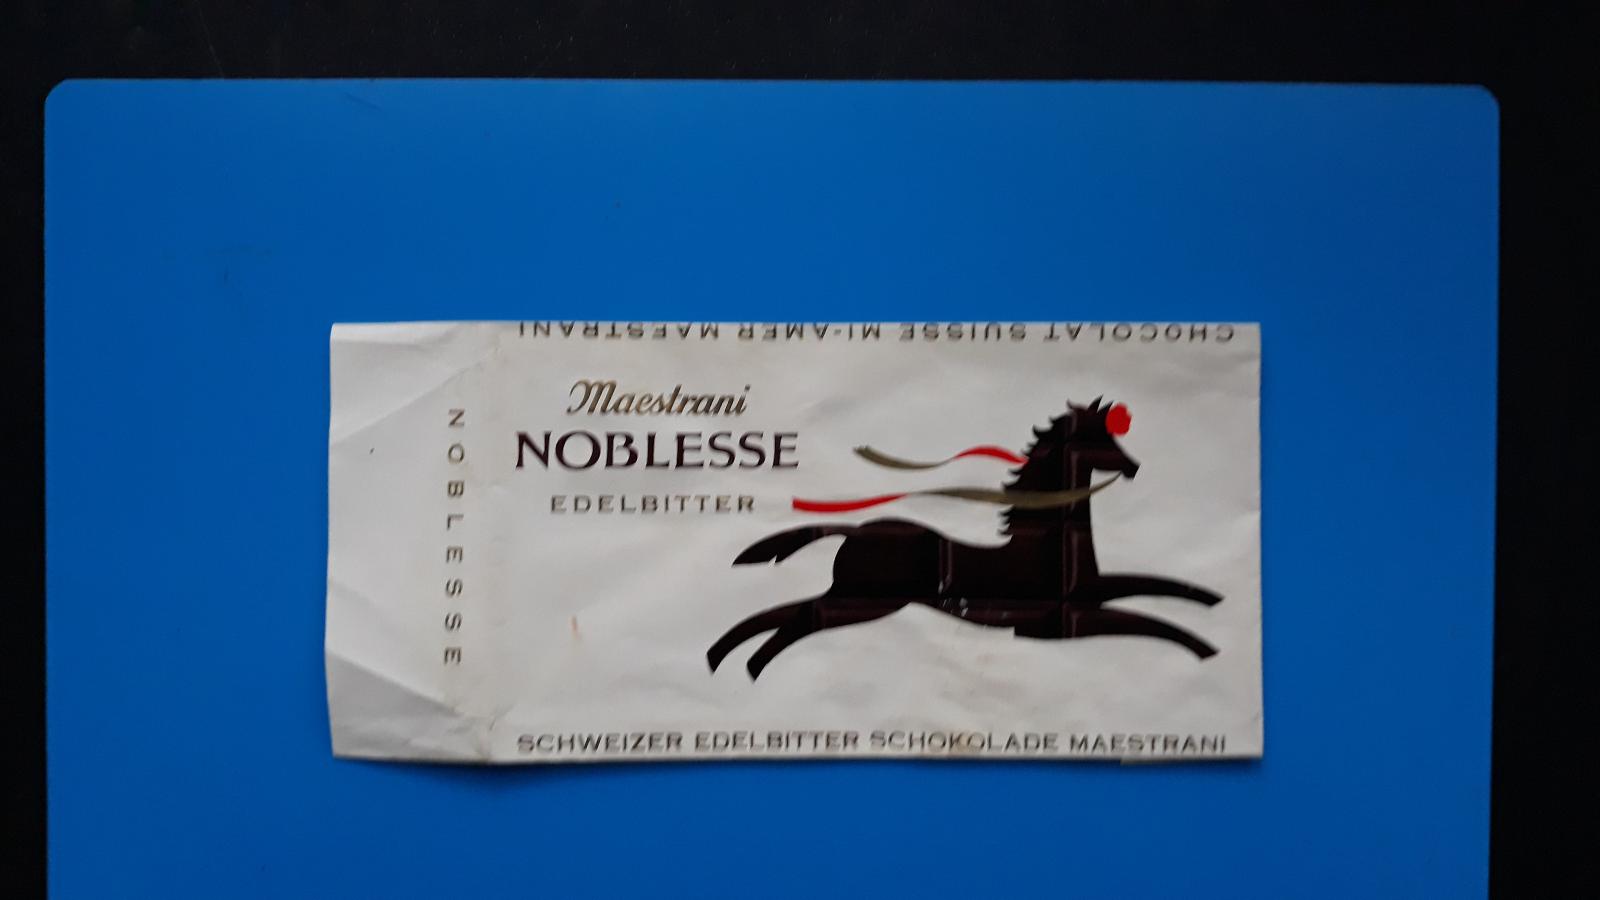 CHOCOLAT SUISSE MI-AMER MAESTRANI
Maestrani
NOBLESSE
EDELBITTER
NOBLESSE
SCHWEIZER EDELBITTER SCHOKOLADE MAESTRANI